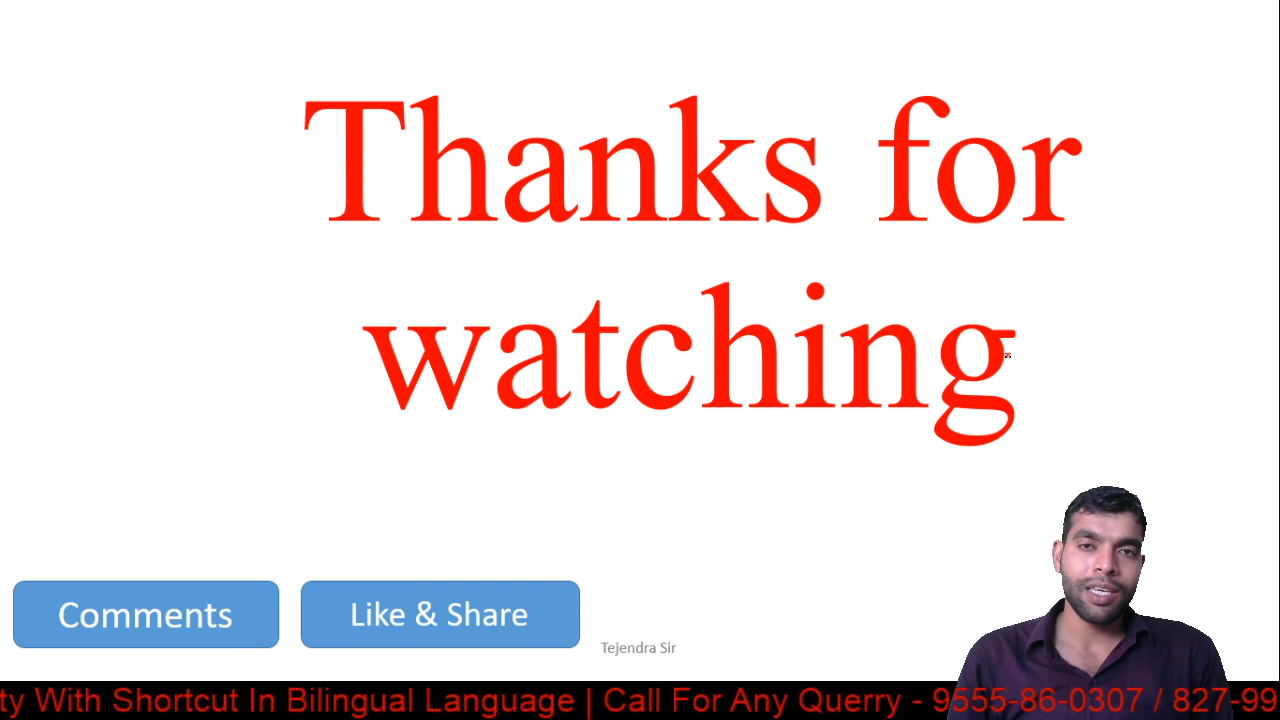 Thanks for
watching
Comments
Like & Share
Tejendra Sir
With Shortcut In Bilingual Language | Call For Any Querry - 9555-86-0307 / 827-99